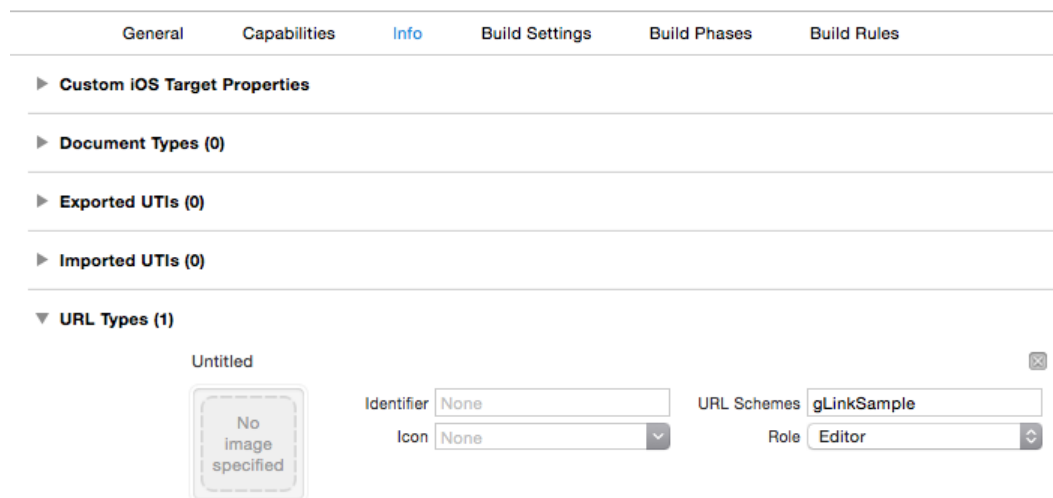 General Capabilities Info Build Settings Build Phases Build Rules
Custom iOS Target Properties
Document Types (0)
Exported UTIs (0)
Imported UTIs (0)
URL Types (1)
Untitled
No
image
specified
Identifier None
URL Schemes gLinkSample
Icon None
Role Editor